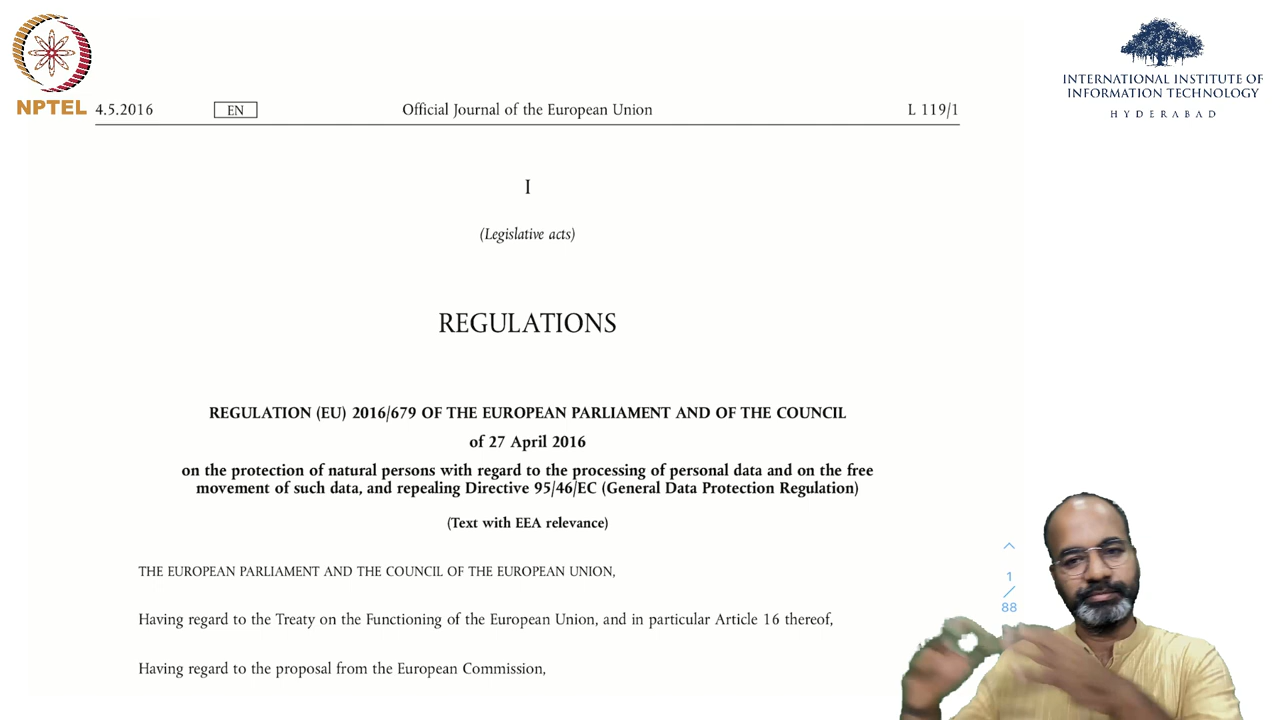 NPTEL
INTERNATIONAL INSTITUTE OF
INFORMATION TECHNOLOGY
HYDERABAD
4.5.2016 EN Official Journal of the European Union L 119/1
I
(Legislative acts)
REGULATIONS
REGULATION (EU) 2016/679 OF THE EUROPEAN PARLIAMENT AND OF THE COUNCIL
of 27 April 2016
on the protection of natural persons with regard to the processing of personal data and on the free
movement of such data, and repealing Directive 95/46/EC (General Data Protection Regulation)
(Text with EEA relevance)
THE EUROPEAN PARLIAMENT AND THE COUNCIL OF THE EUROPEAN UNION,
Having regard to the Treaty on the Functioning of the European Union, and in particular Article 16 thereof,
Having regard to the proposal from the European Commission,
1
/
88